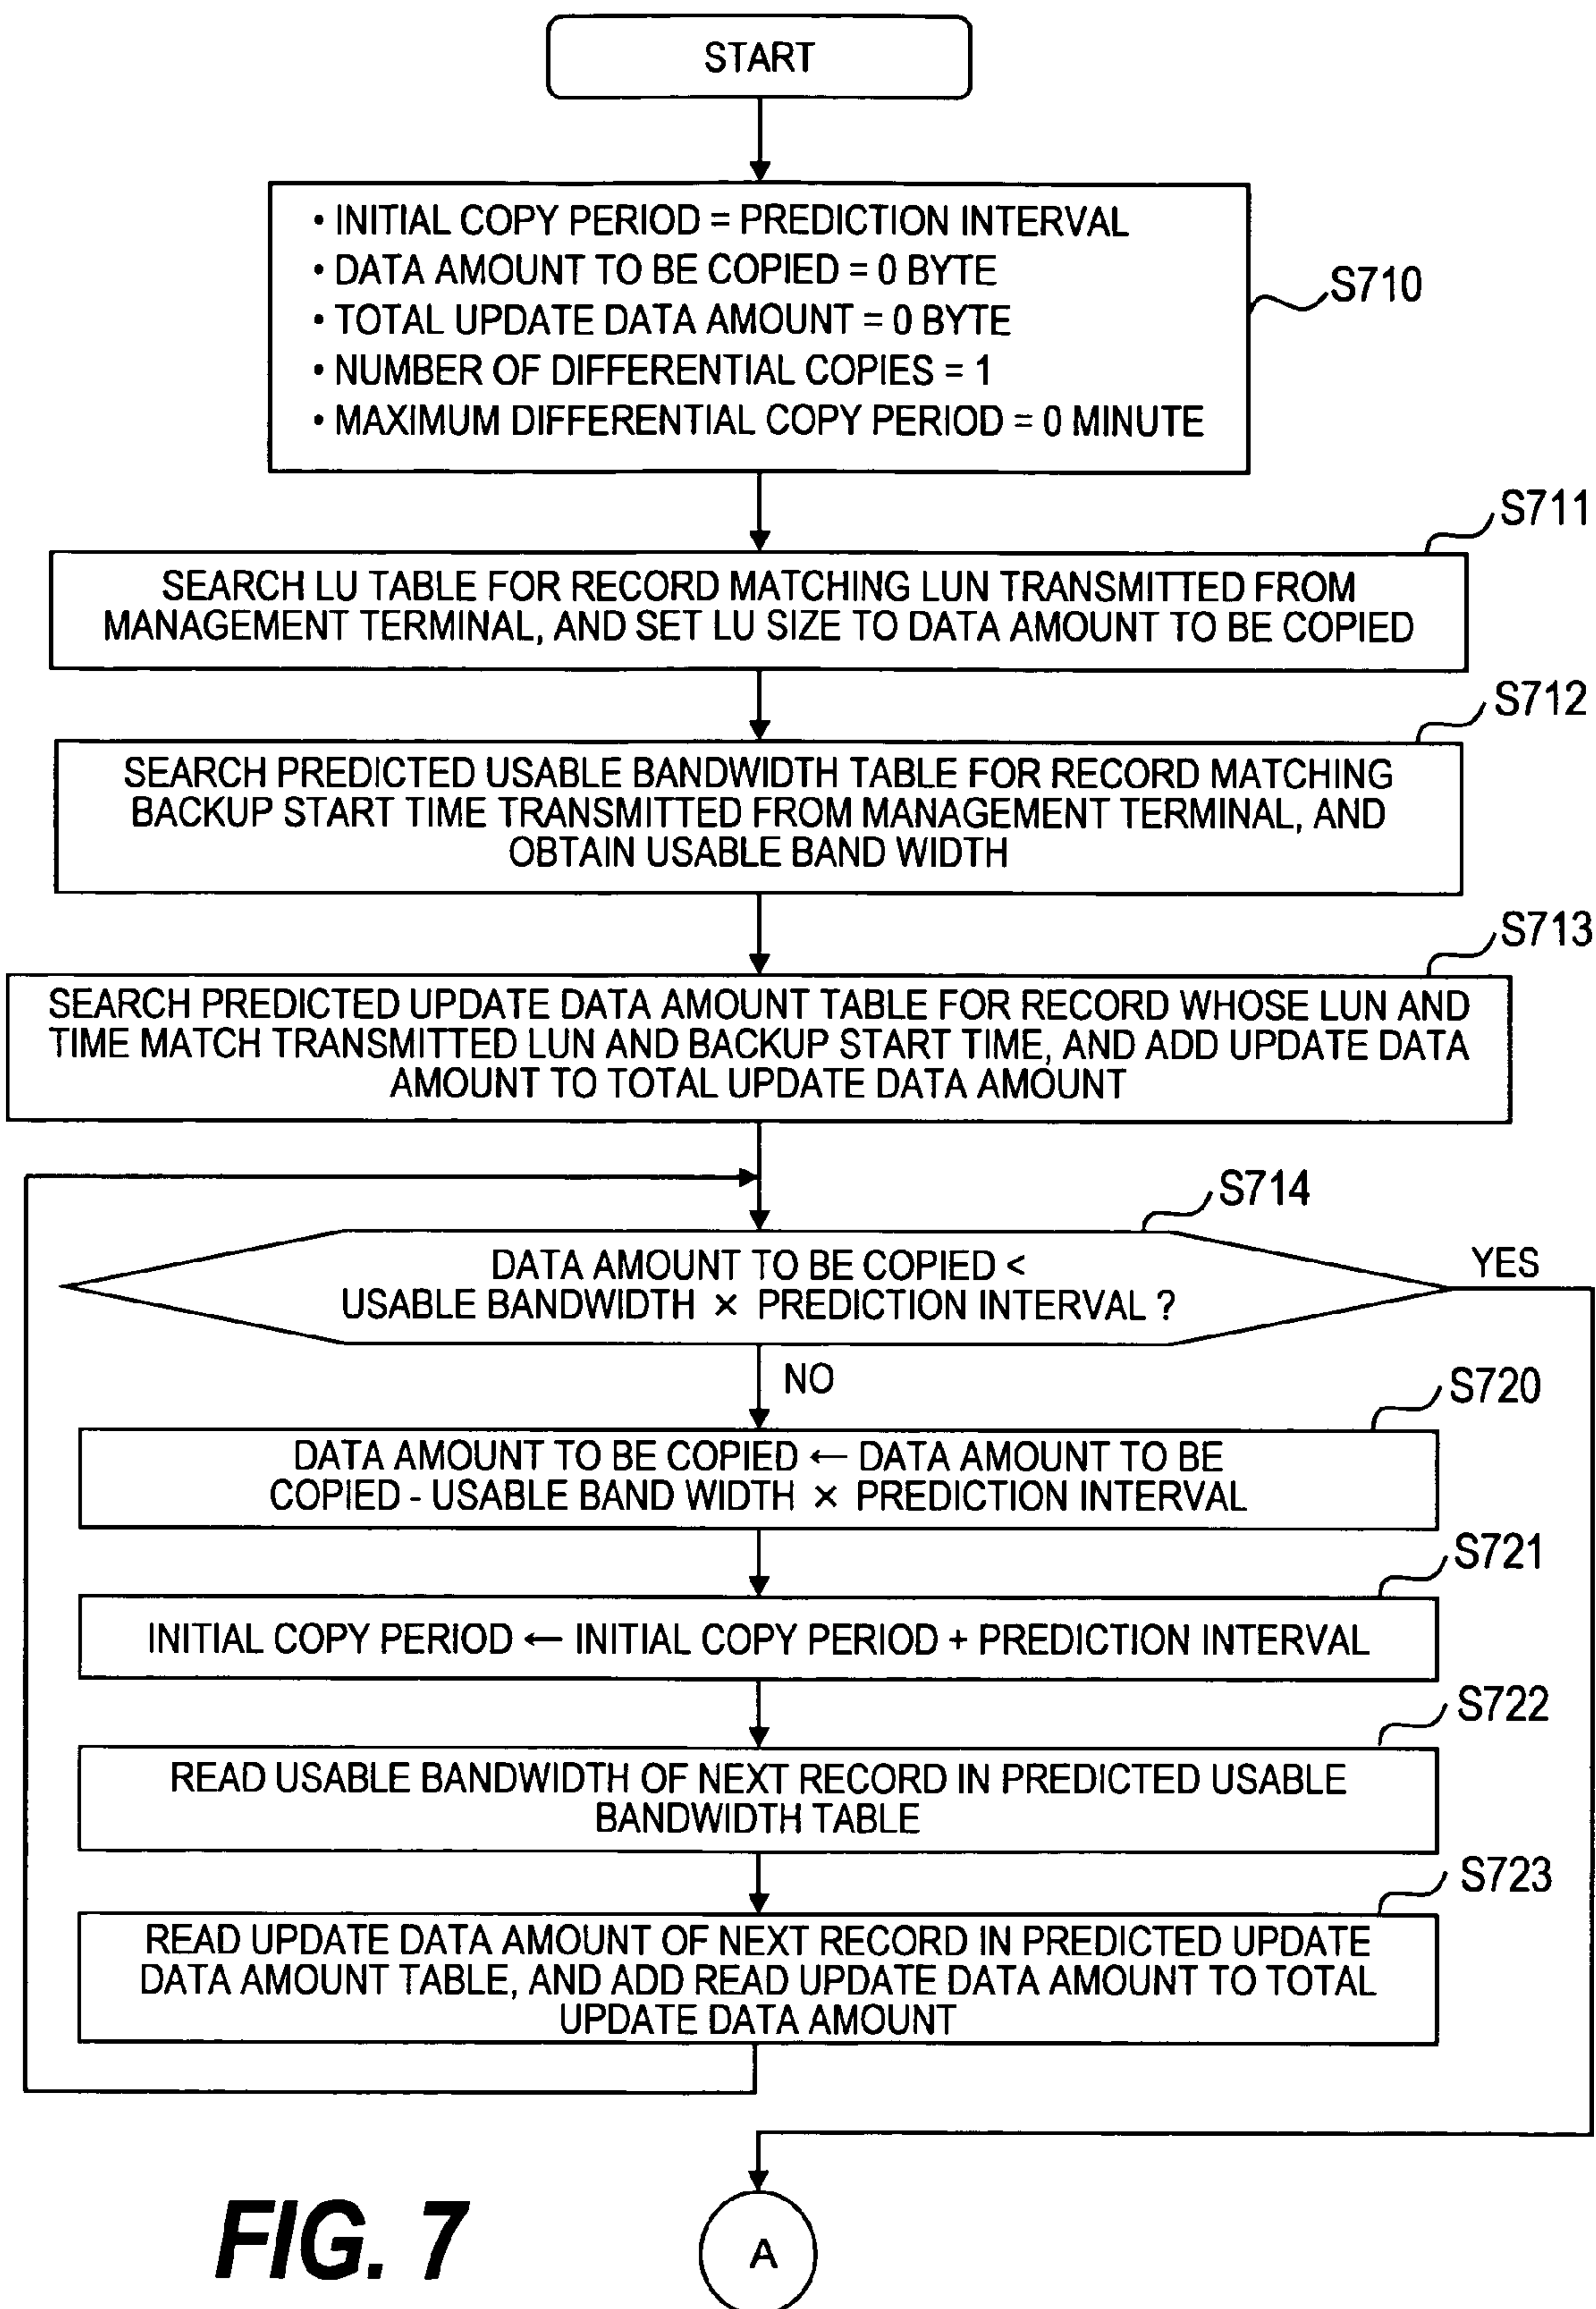 START
• INITIAL COPY PERIOD = PREDICTION INTERVAL
• DATA AMOUNT TO BE COPIED = 0 BYTE
• TOTAL UPDATE DATA AMOUNT = 0 BYTE
• NUMBER OF DIFFERENTIAL COPIES = 1
• MAXIMUM DIFFERENTIAL COPY PERIOD = 0 MINUTE
S710
S711
SEARCH LU TABLE FOR RECORD MATCHING LUN TRANSMITTED FROM
MANAGEMENT TERMINAL, AND SET LU SIZE TO DATA AMOUNT TO BE COPIED
S712
SEARCH PREDICTED USABLE BANDWIDTH TABLE FOR RECORD MATCHING
BACKUP START TIME TRANSMITTED FROM MANAGEMENT TERMINAL, AND
OBTAIN USABLE BAND WIDTH
S713
SEARCH PREDICTED UPDATE DATA AMOUNT TABLE FOR RECORD WHOSE LUN AND
TIME MATCH TRANSMITTED LUN AND BACKUP START TIME, AND ADD UPDATE DATA
AMOUNT TO TOTAL UPDATE DATA AMOUNT
S714
DATA AMOUNT TO BE COPIED <
USABLE BANDWIDTH × PREDICTION INTERVAL ?
YES
NO
S720
DATA AMOUNT TO BE COPIED ← DATA AMOUNT TO BE
COPIED - USABLE BAND WIDTH × PREDICTION INTERVAL
S721
INITIAL COPY PERIOD ← INITIAL COPY PERIOD + PREDICTION INTERVAL
S722
READ USABLE BANDWIDTH OF NEXT RECORD IN PREDICTED USABLE
BANDWIDTH TABLE
S723
READ UPDATE DATA AMOUNT OF NEXT RECORD IN PREDICTED UPDATE
DATA AMOUNT TABLE, AND ADD READ UPDATE DATA AMOUNT TO TOTAL
UPDATE DATA AMOUNT
FIG. 7
A